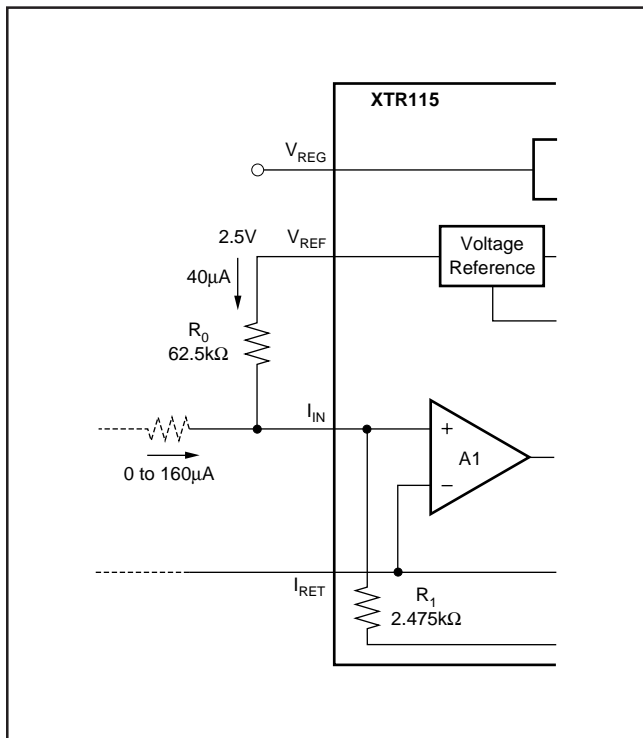 XTR115
V_REG
2.5V
V_REF
Voltage
Reference
40μA
R_0
62.5kΩ
I_IN
+
A1
−
0 to 160μA
I_RET
R_1
2.475kΩ